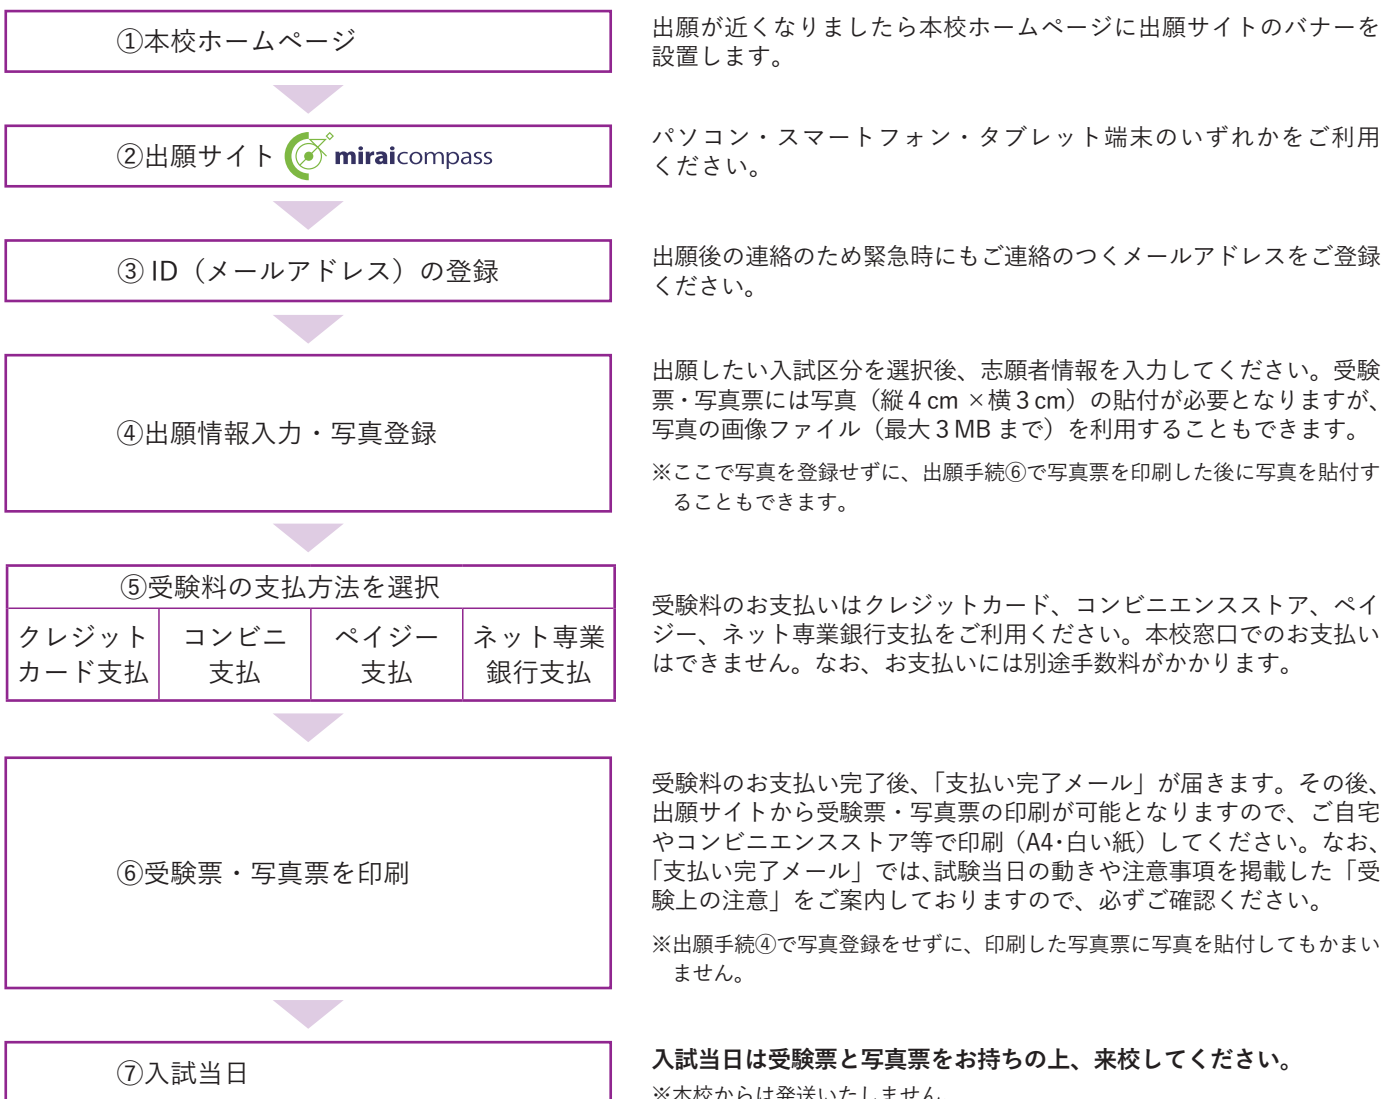 ①本校ホームページ
出願が近くなりましたら本校ホームページに出願サイトのバナーを
設置します。
②出願サイト miraicompass
パソコン・スマートフォン・タブレット端末のいずれかをご利用
ください。
③ID（メールアドレス）の登録
出願後の連絡のため緊急時にもご連絡のつくメールアドレスをご登録
ください。
④出願情報入力・写真登録
出願したい入試区分を選択後、志願者情報を入力してください。受験
票・写真票には写真（縦４cm ×横３cm）の貼付が必要となりますが、
写真の画像ファイル（最大３MB まで）を利用することもできます。
※ここで写真を登録せずに、出願手続⑥で写真票を印刷した後に写真を貼付す
ることもできます。
⑤受験料の支払方法を選択
クレジット
カード支払
コンビニ
支払
ペイジー
支払
ネット専業
銀行支払
受験料のお支払いはクレジットカード、コンビニエンスストア、ペイ
ジー、ネット専業銀行支払をご利用ください。本校窓口でのお支払い
はできません。なお、お支払いには別途手数料がかかります。
⑥受験票・写真票を印刷
受験料のお支払い完了後、「支払い完了メール」が届きます。その後、
出願サイトから受験票・写真票の印刷が可能となりますので、ご自宅
やコンビニエンスストア等で印刷（A4・白い紙）してください。なお、
「支払い完了メール」では、試験当日の動きや注意事項を掲載した「受
験上の注意」をご案内しておりますので、必ずご確認ください。
※出願手続④で写真登録をせずに、印刷した写真票に写真を貼付してもかまい
ません。
⑦入試当日
入試当日は受験票と写真票をお持ちの上、来校してください。
※本校からは発送いたしません